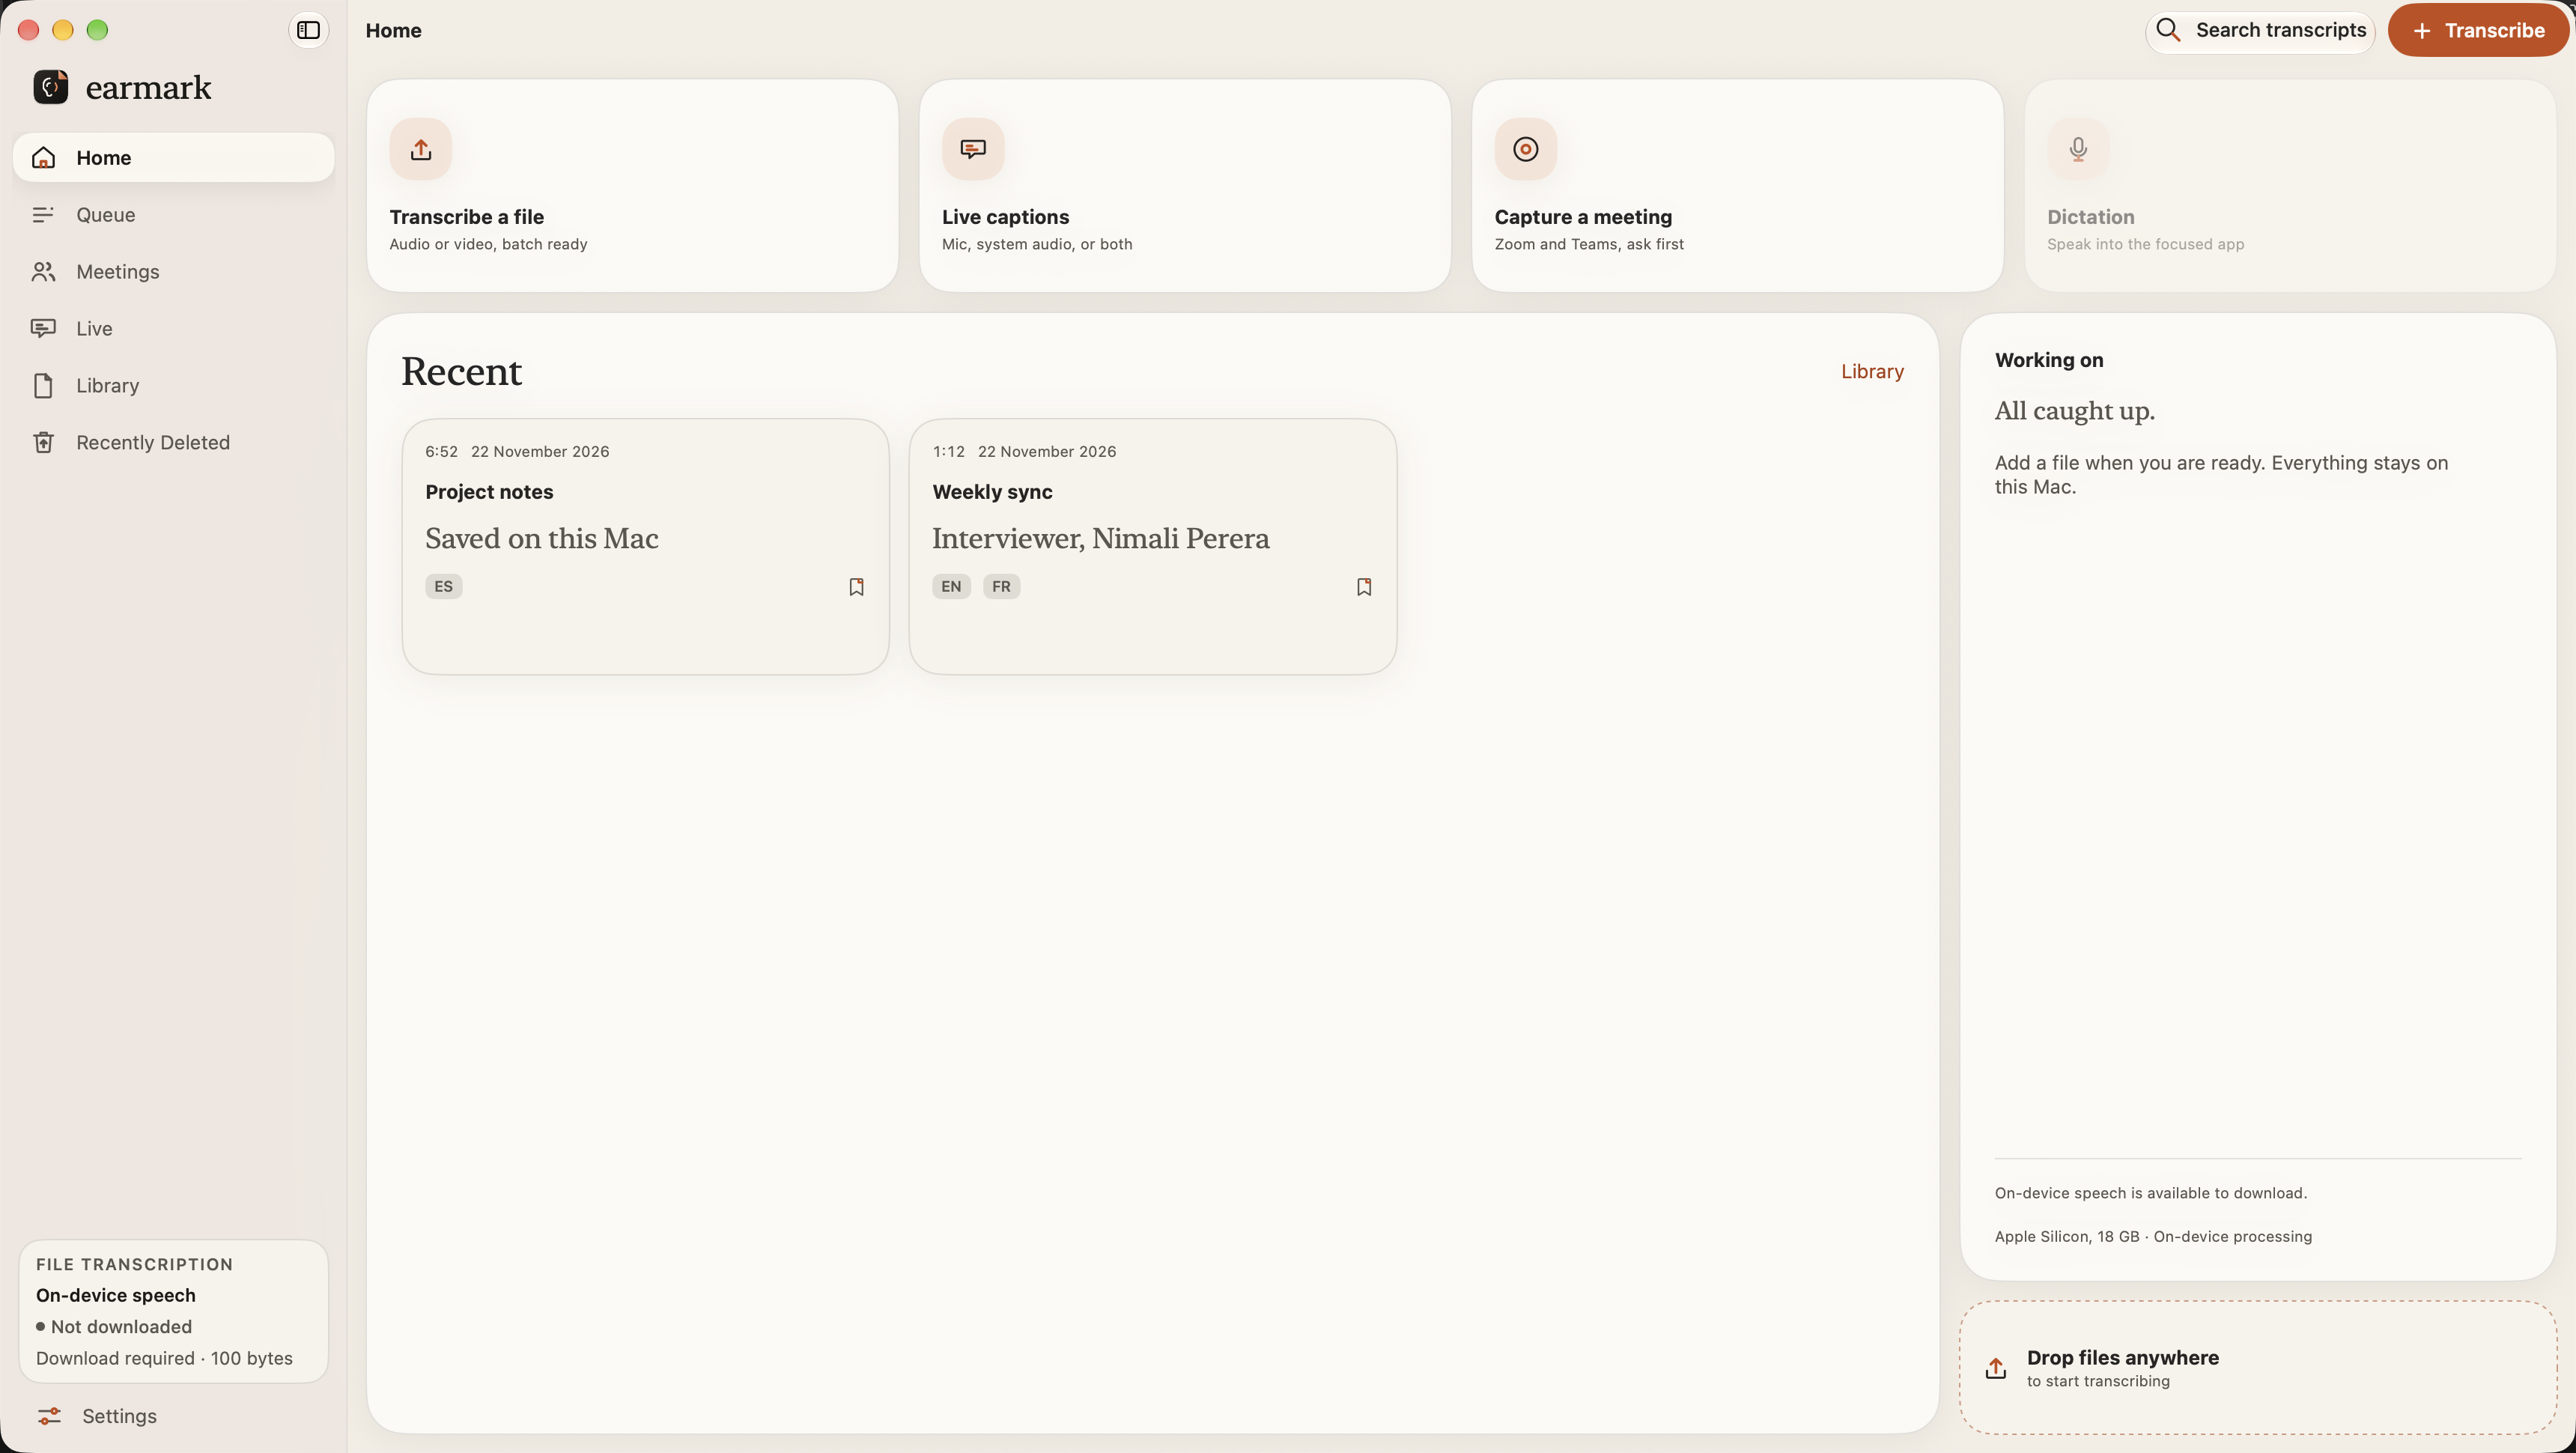 earmark
Home
Queue
Meetings
Live
Library
Recently Deleted
FILE TRANSCRIPTION
On-device speech
Not downloaded
Download required · 100 bytes
Settings
Home
Search transcripts
Transcribe
Transcribe a file
Audio or video, batch ready
Live captions
Mic, system audio, or both
Capture a meeting
Zoom and Teams, ask first
Dictation
Speak into the focused app
Recent
Library
6:52 22 November 2026
Project notes
Saved on this Mac
ES
1:12 22 November 2026
Weekly sync
Interviewer, Nimali Perera
EN FR
Working on
All caught up.
Add a file when you are ready. Everything stays on
this Mac.
On-device speech is available to download.
Apple Silicon, 18 GB · On-device processing
Drop files anywhere
to start transcribing